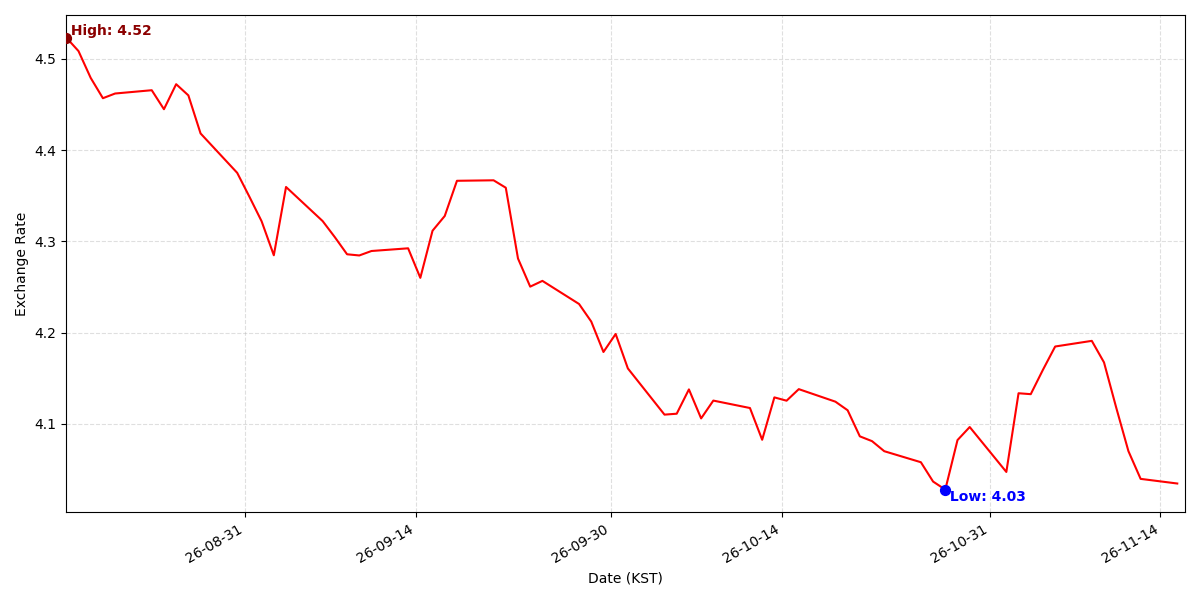 High: 4.52
4.5
4.4
4.3
4.2
4.1
Exchange Rate
Low: 4.03
26-08-31
26-09-14
26-09-30
26-10-14
26-10-31
26-11-14
Date (KST)